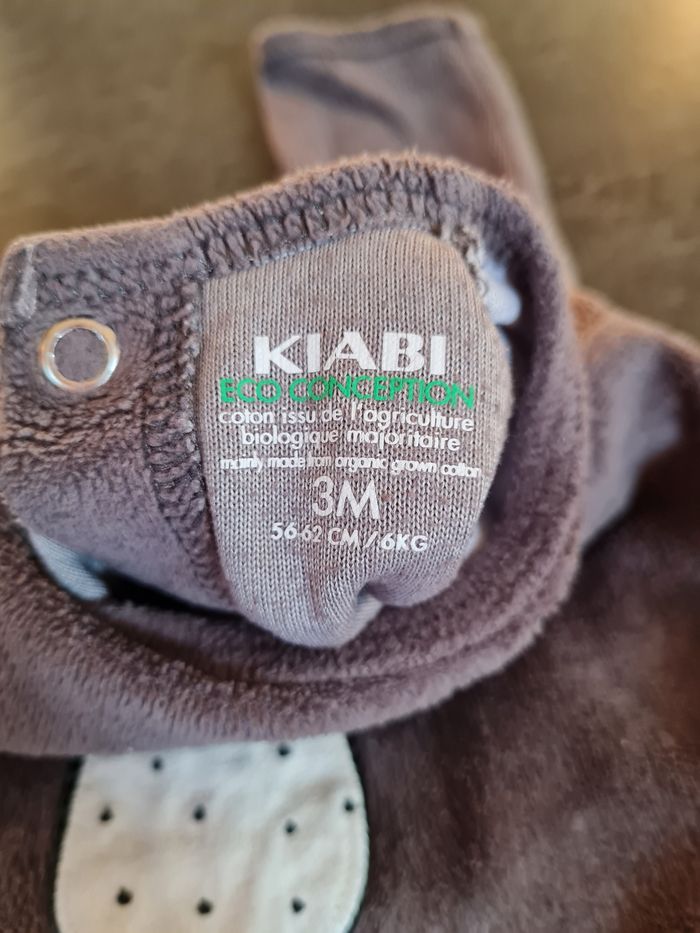 KIABI
ECO CONCEPTION
coton issu de l'agriculture
biologique majoritaire
mainly made from organic grown cotton
3M
56-62 CM / 6KG